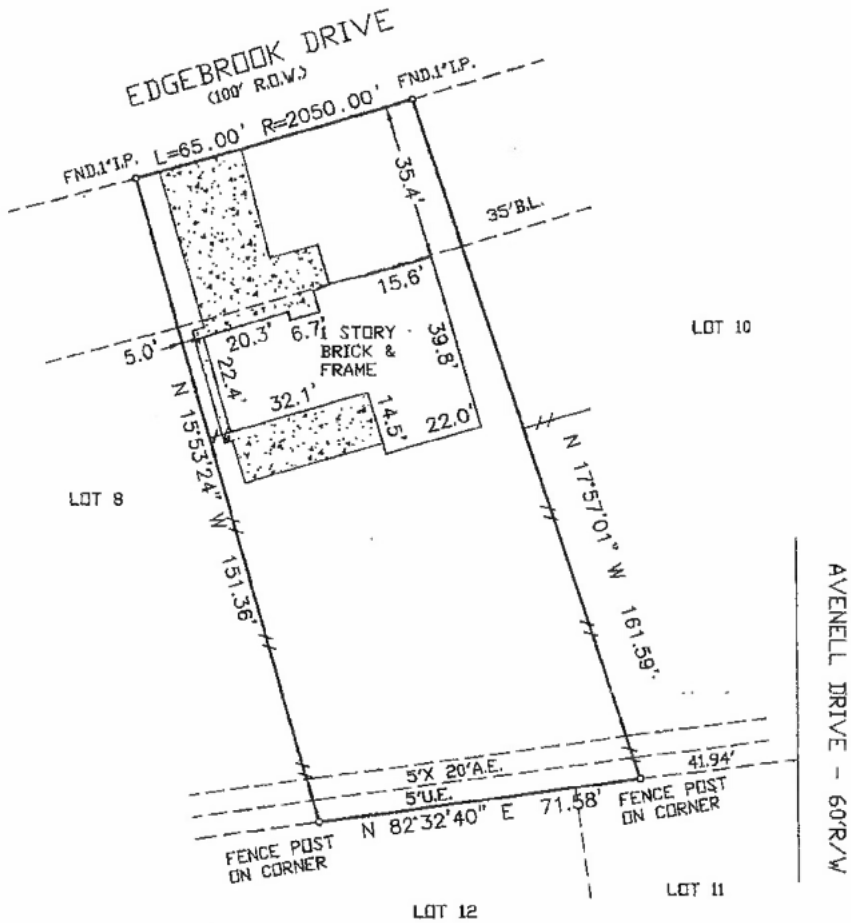 EDGEBROOK DRIVE
(100' R.O.W.)
FND.1"I.P.
L=65.00' R=2050.00'
FND.1"I.P.
35.4'
35'B.L.
15.6'
LOT 10
5.0'
20.3'
6.7'
1 STORY
BRICK &
FRAME
39.8'
22.4'
32.1'
14.5'
22.0'
N 15°53'24" W 151.36'
N 17°57'01" W 161.59'
LOT 8
AVENELL DRIVE - 60'R/W
5'X 20'A.E.
5'U.E.
41.94'
N 82°32'40" E 71.58'
FENCE POST
ON CORNER
FENCE POST
ON CORNER
LOT 11
LOT 12